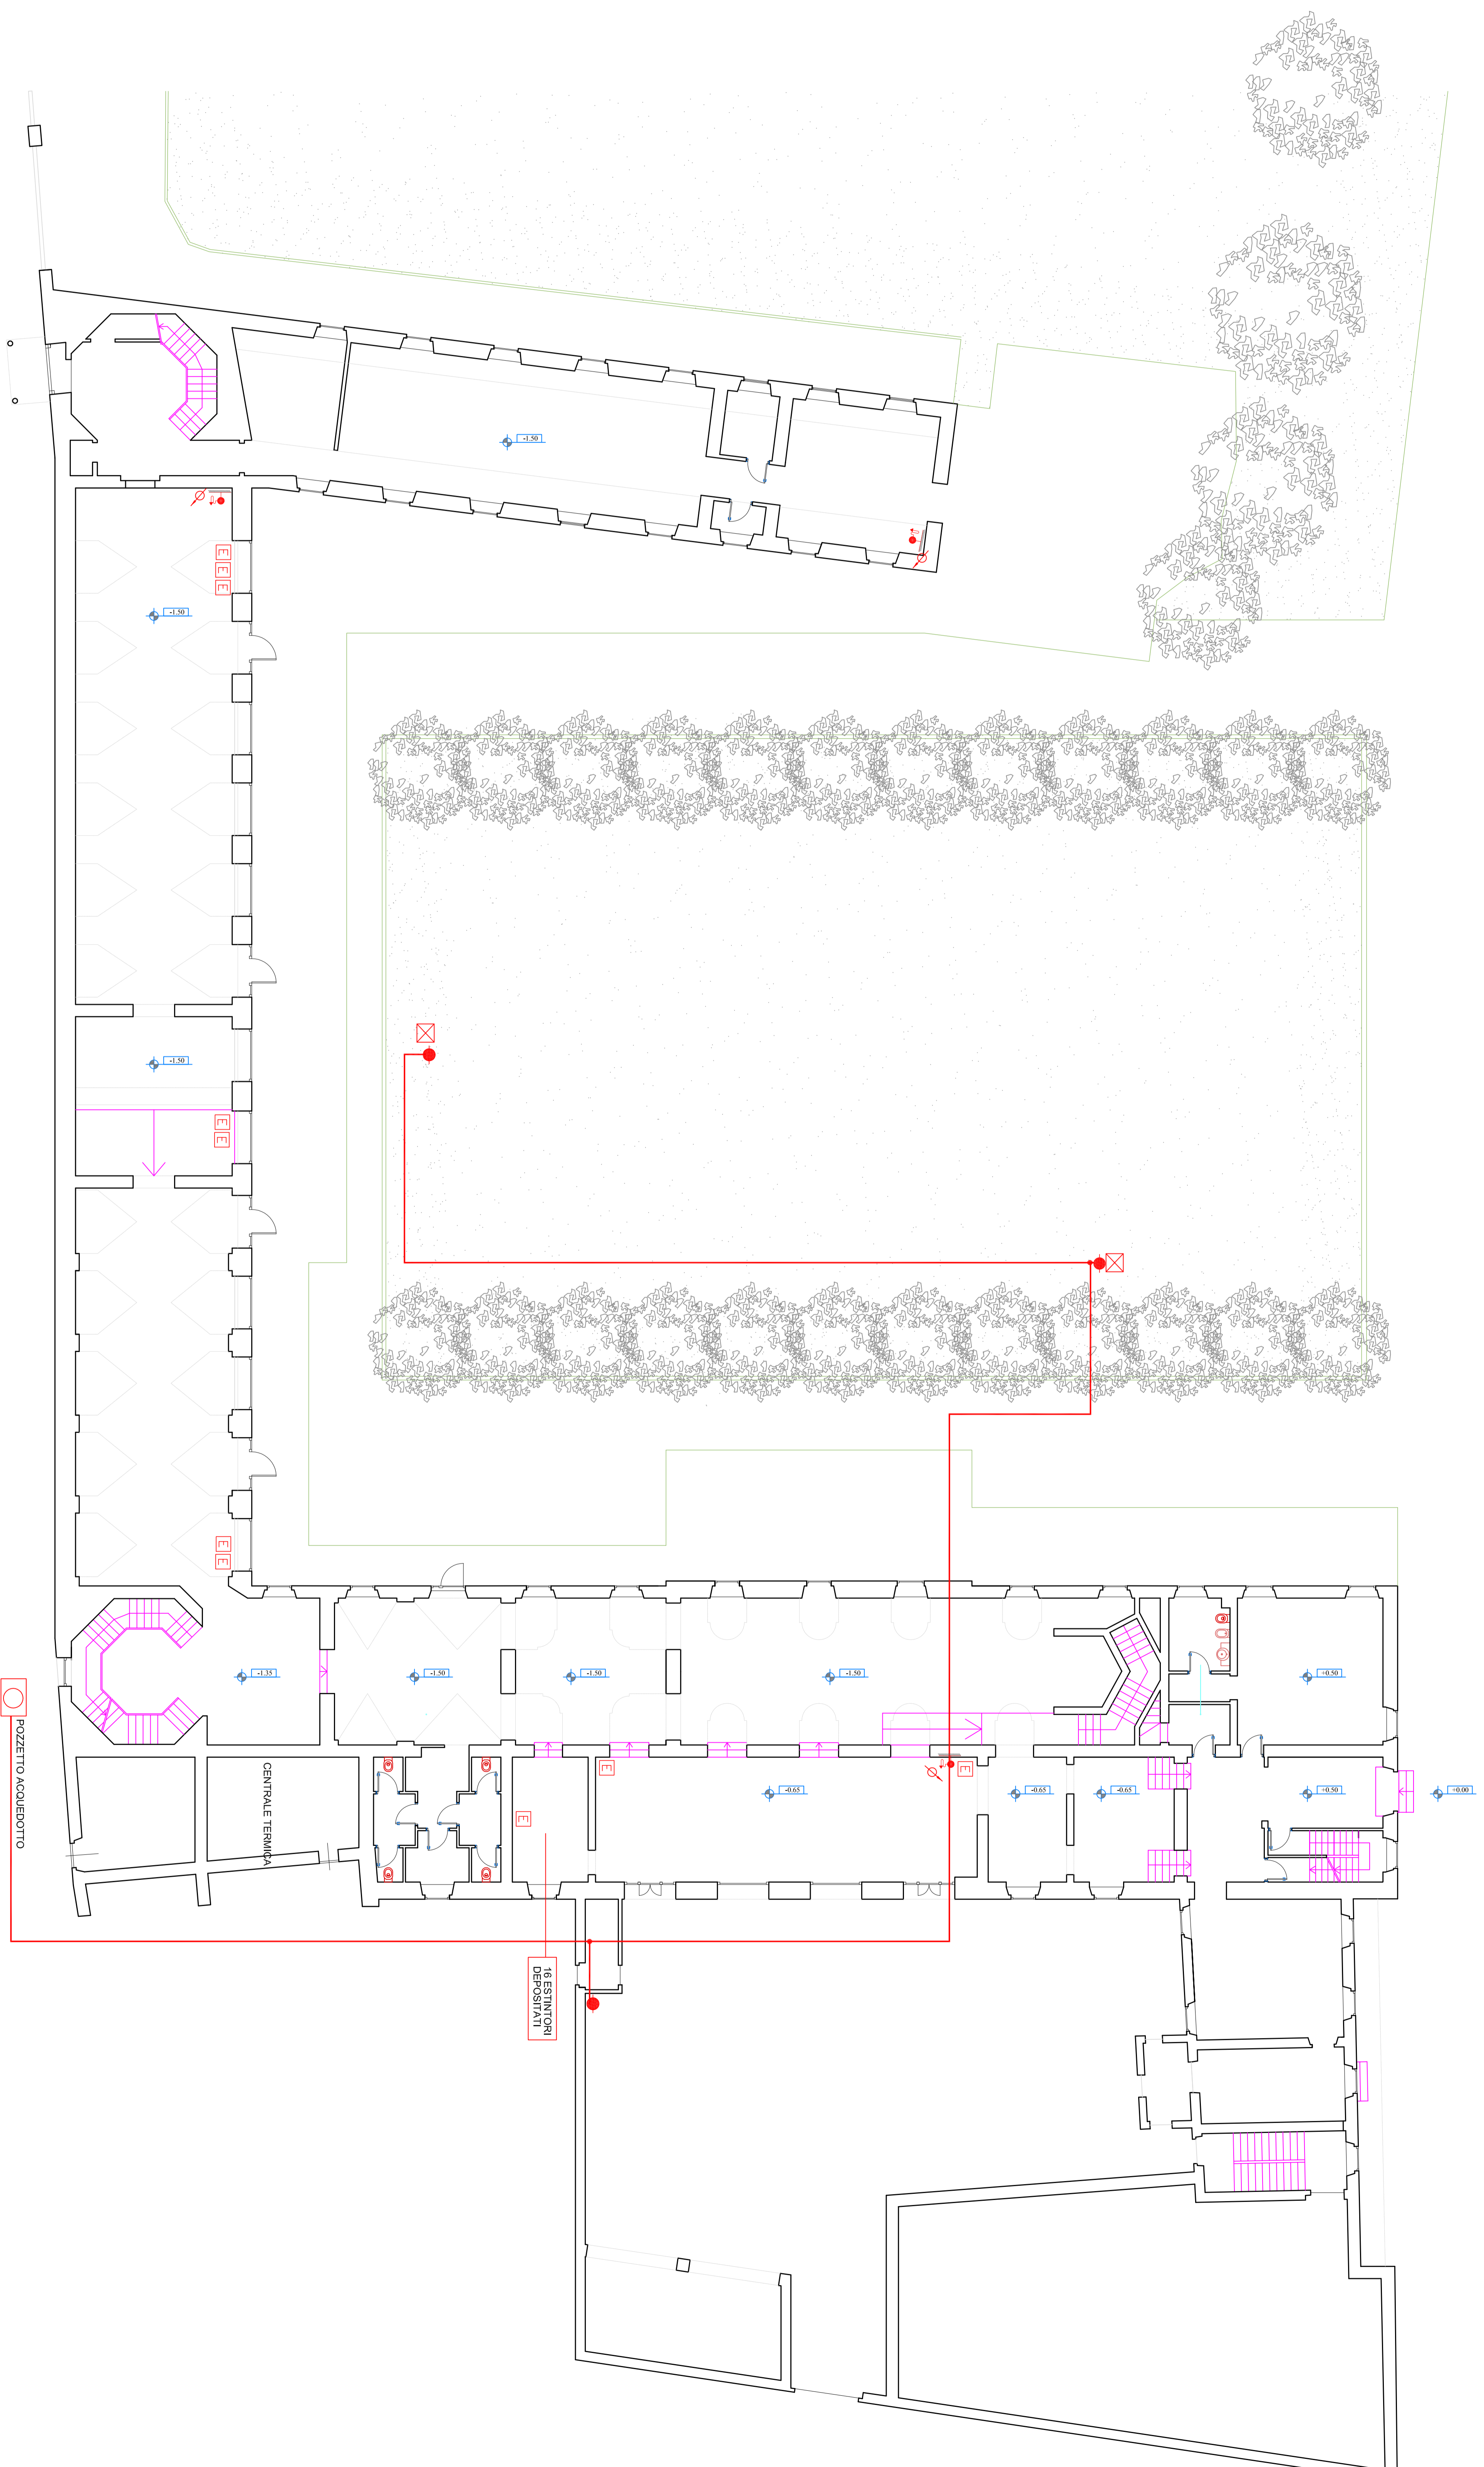 -1.50
E
E
E
-1.50
-1.50
E
E
E
E
-1.35
-1.50
-1.50
-1.50
+0.50
POZZETTO ACQUEDOTTO
CENTRALE TERMICA
E
E
E
-0.65
-0.65
-0.65
+0.50
+0.00
16 ESTINTORI
DEPOSITATI